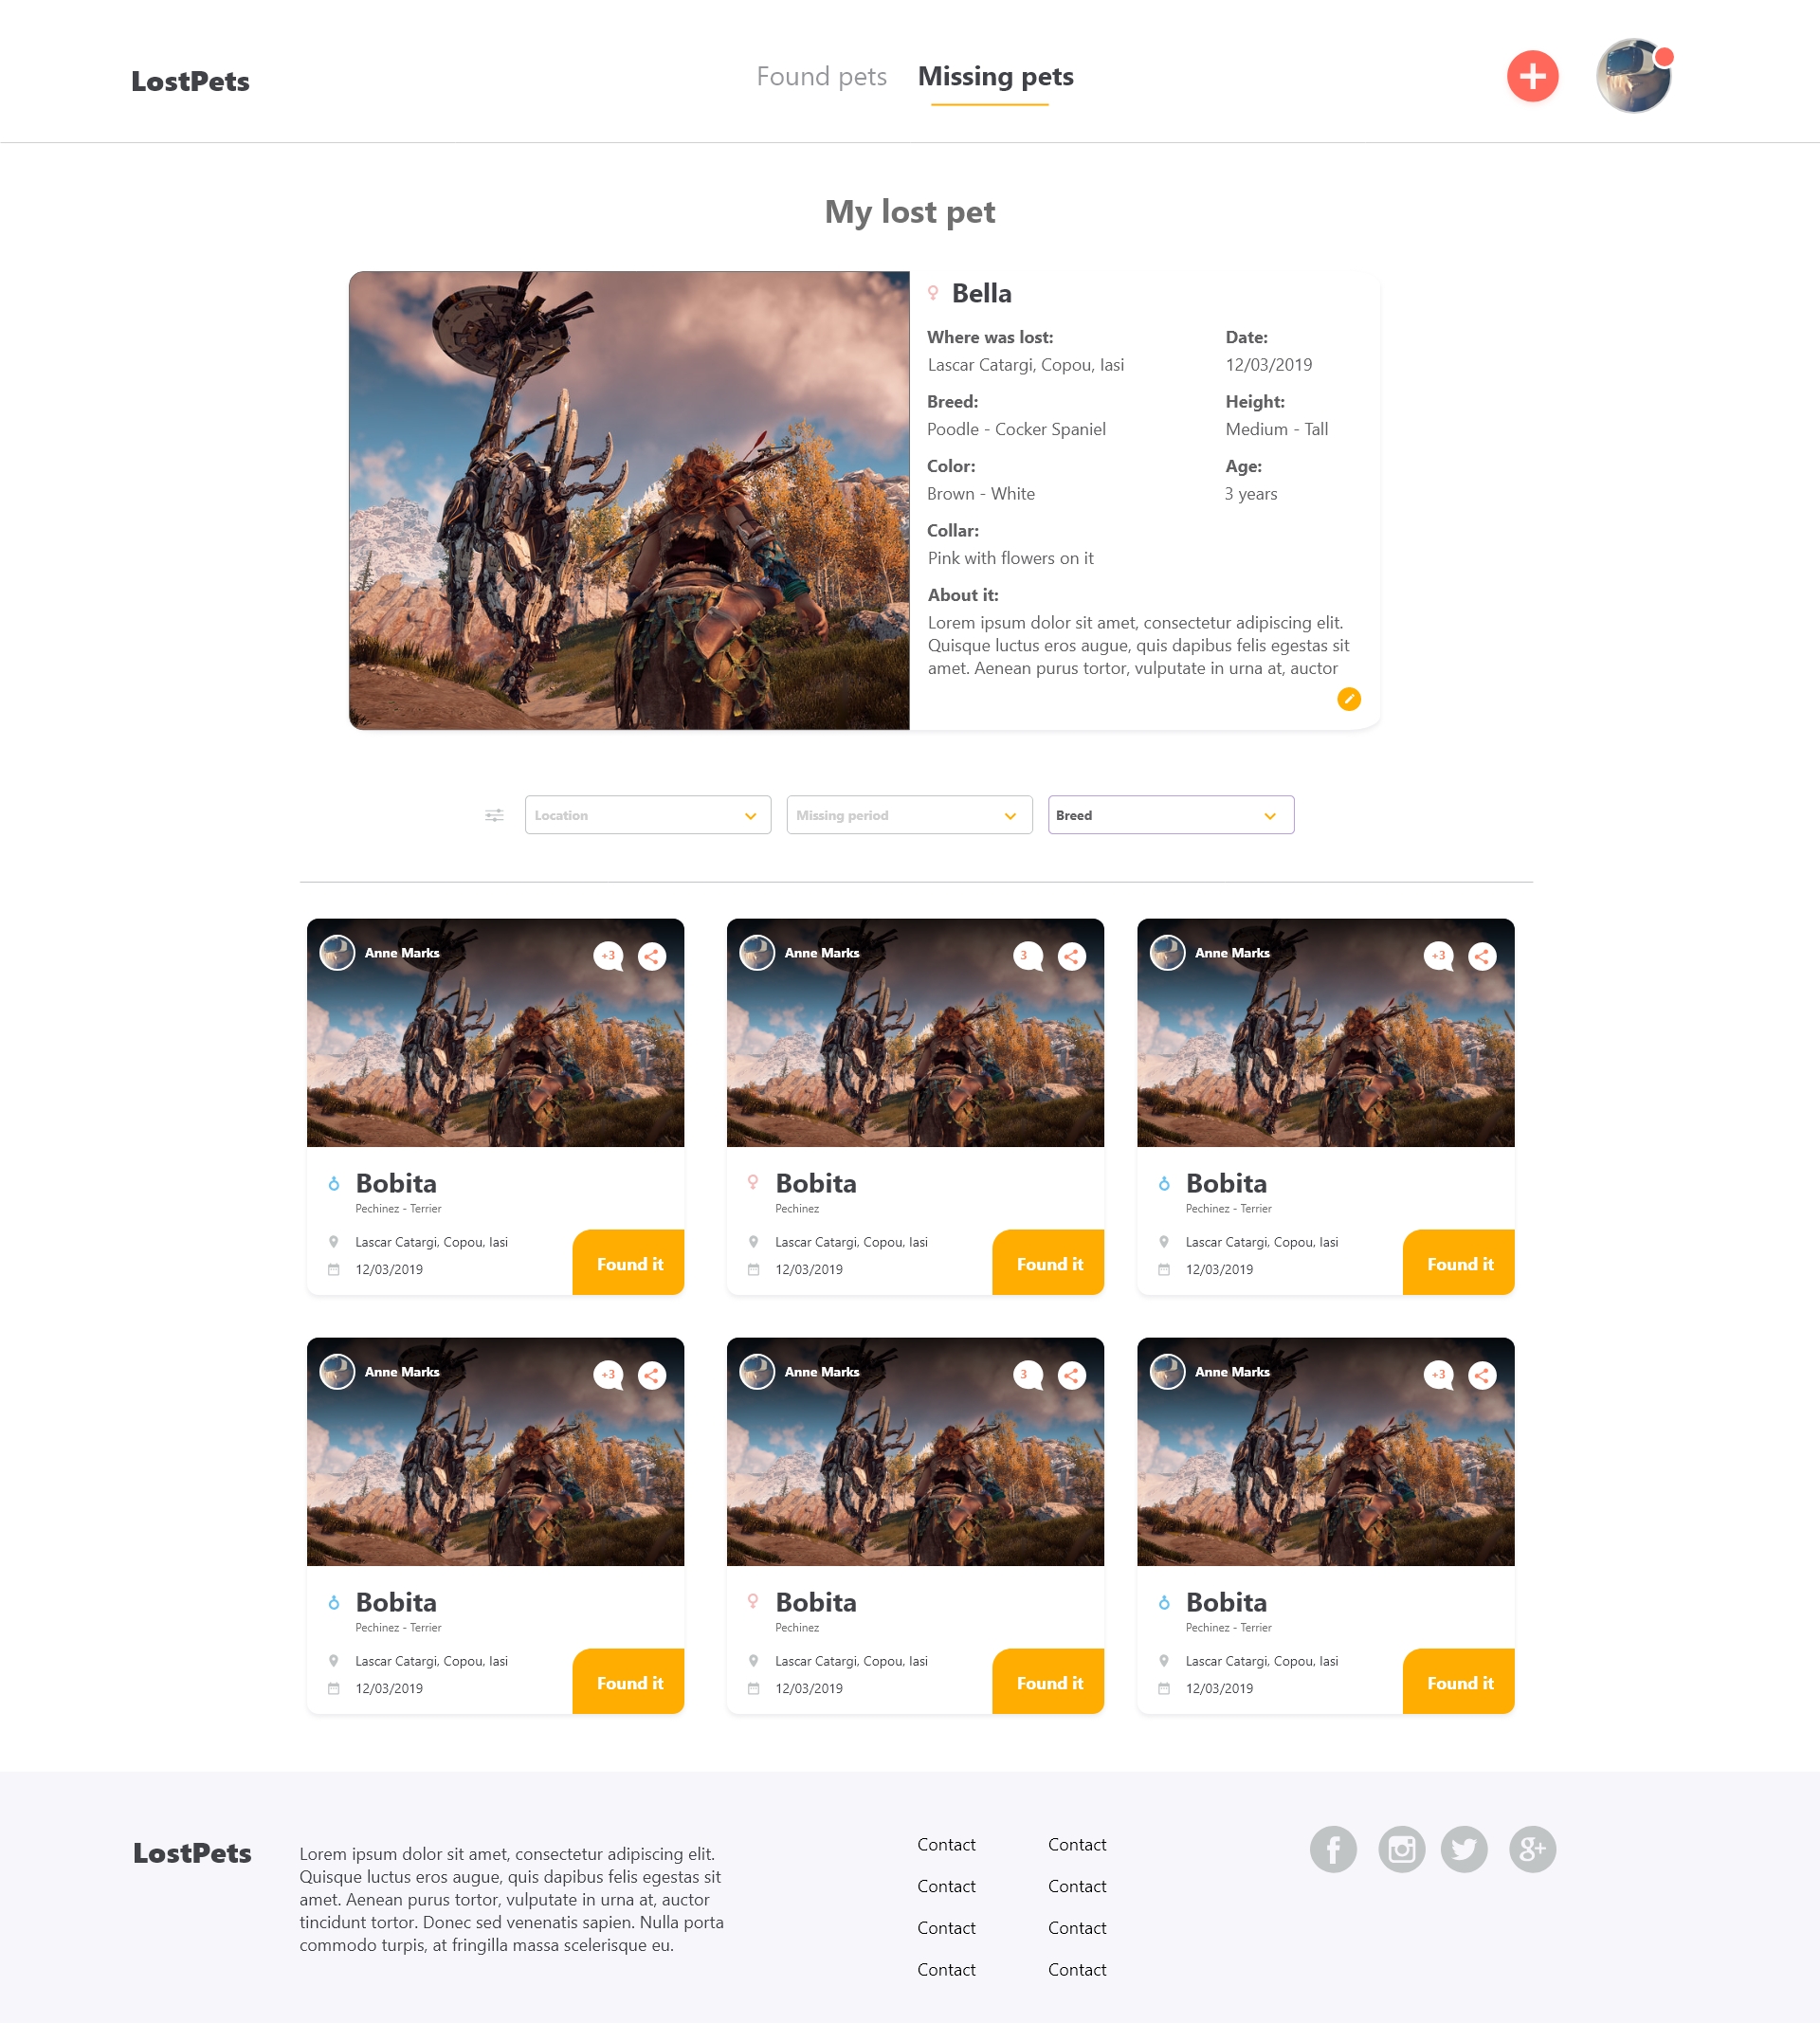 LostPets
Found pets
Missing pets
My lost pet
Bella
Where was lost:
Date:
Lascar Catargi, Copou, Iasi
12/03/2019
Breed:
Height:
Poodle - Cocker Spaniel
Medium - Tall
Color:
Age:
Brown - White
3 years
Collar:
Pink with flowers on it
About it:
Lorem ipsum dolor sit amet, consectetur adipiscing elit.
Quisque luctus eros augue, quis dapibus felis egestas sit
amet. Aenean purus tortor, vulputate in urna at, auctor
Location
Missing period
Breed
Anne Marks
+3
Bobita
Pechinez - Terrier
Lascar Catargi, Copou, Iasi
12/03/2019
Found it
Anne Marks
3
Bobita
Pechinez
Lascar Catargi, Copou, Iasi
12/03/2019
Found it
Anne Marks
+3
Bobita
Pechinez - Terrier
Lascar Catargi, Copou, Iasi
12/03/2019
Found it
Anne Marks
+3
Bobita
Pechinez - Terrier
Lascar Catargi, Copou, Iasi
12/03/2019
Found it
Anne Marks
3
Bobita
Pechinez
Lascar Catargi, Copou, Iasi
12/03/2019
Found it
Anne Marks
+3
Bobita
Pechinez - Terrier
Lascar Catargi, Copou, Iasi
12/03/2019
Found it
LostPets
Lorem ipsum dolor sit amet, consectetur adipiscing elit.
Quisque luctus eros augue, quis dapibus felis egestas sit
amet. Aenean purus tortor, vulputate in urna at, auctor
tincidunt tortor. Donec sed venenatis sapien. Nulla porta
commodo turpis, at fringilla massa scelerisque eu.
Contact
Contact
Contact
Contact
Contact
Contact
Contact
Contact